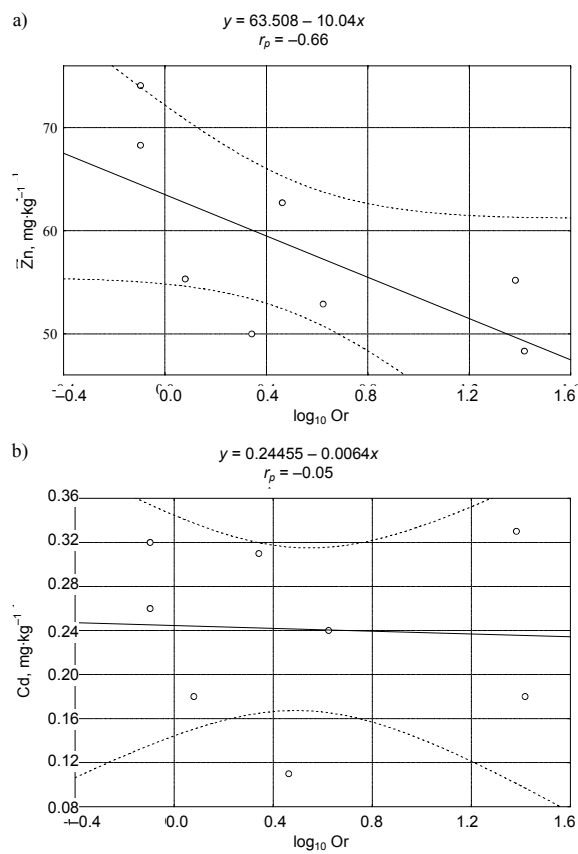 a)
y = 63.508 – 10.04x
rₚ = –0.66
70
60
50
Zn, mg·kg⁻¹
–0.4 0.0 0.4 0.8 1.2 1.6
log₁₀ Or
b)
y = 0.24455 – 0.0064x
rₚ = –0.05
0.36
0.32
0.28
0.24
0.20
0.16
0.12
0.08
Cd, mg·kg⁻¹
–0.4 0.0 0.4 0.8 1.2 1.6
log₁₀ Or